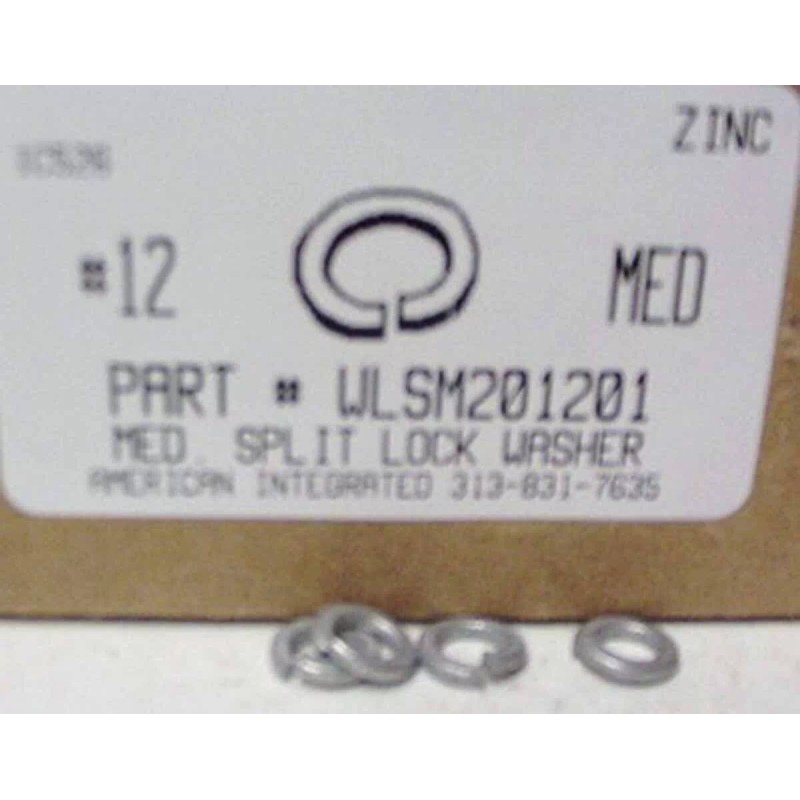 ZINC
#12 MED
PART # WLSM201201
MED. SPLIT LOCK WASHER
AMERICAN INTEGRATED 313-831-7635